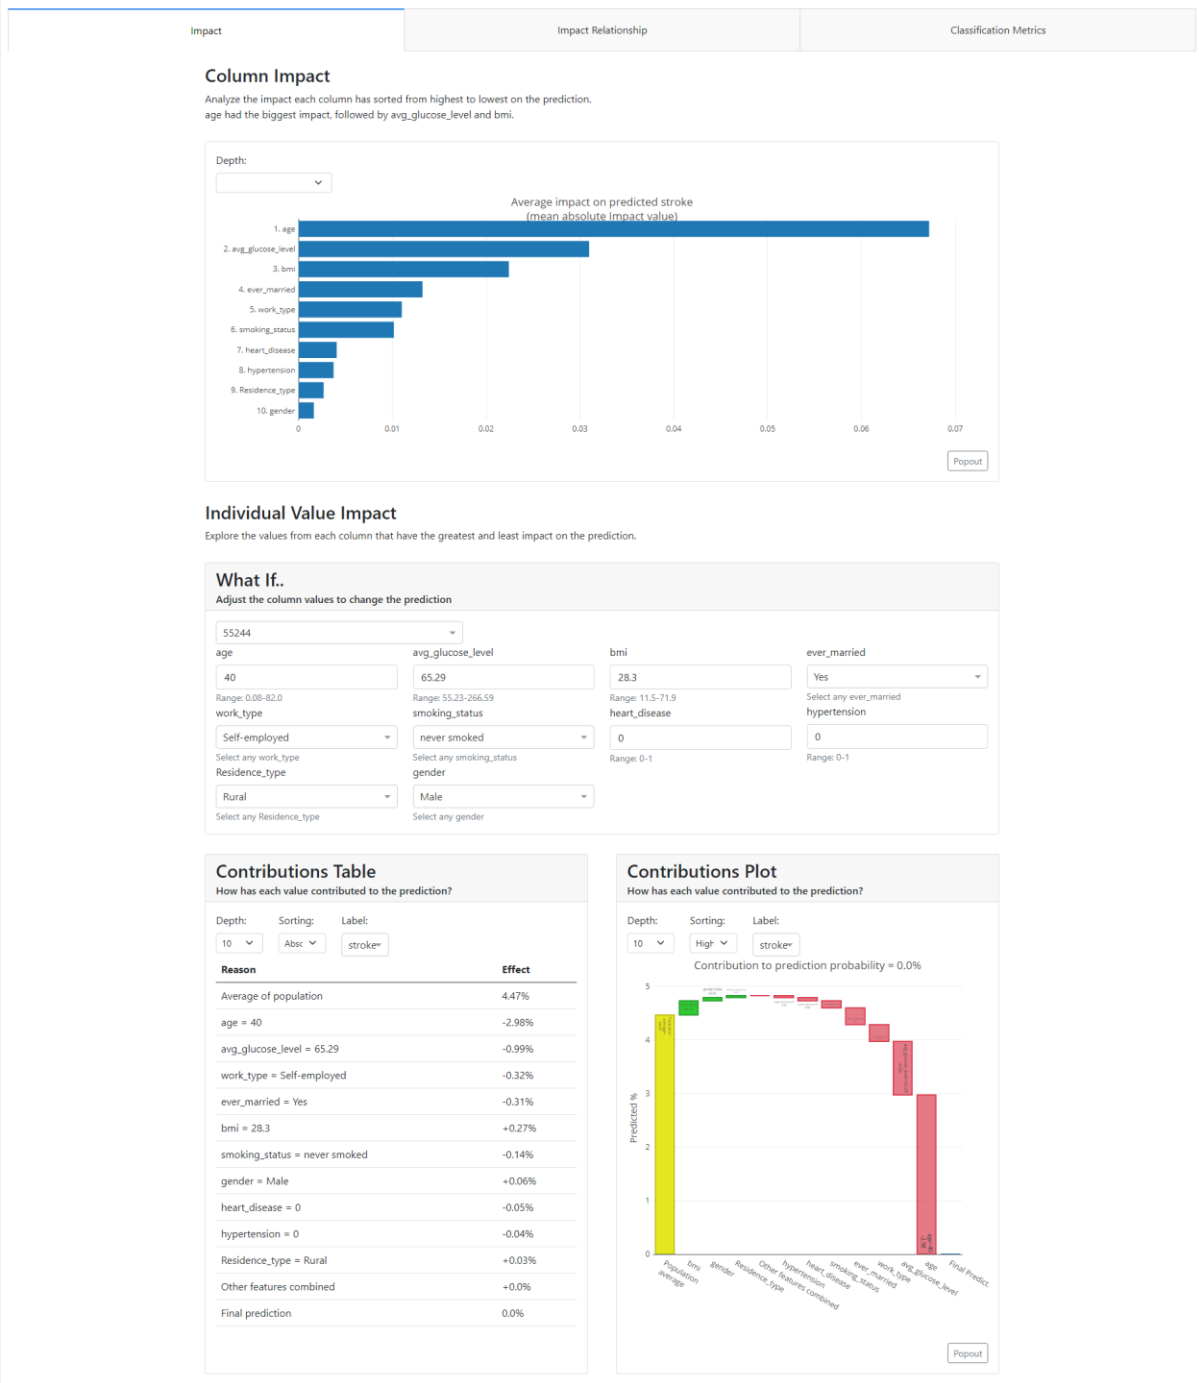 Impact
Impact Relationship
Classification Metrics
Column Impact
Analyze the impact each column has sorted from highest to lowest on the prediction.
age had the biggest impact, followed by avg_glucose_level and bmi.
Depth:
Average impact on predicted stroke
(mean absolute Impact value)
1. age
2. avg_glucose_level
3. bmi
4. ever_married
5. work_type
6. smoking_status
7. heart_disease
8. hypertension
9. Residence_type
10. gender
0 0.01 0.02 0.03 0.04 0.05 0.06 0.07
Popout
Individual Value Impact
Explore the values from each column that have the greatest and least impact on the prediction.
What If..
Adjust the column values to change the prediction
55244
age avg_glucose_level bmi ever_married
40 65.29 28.3 Yes
Range: 0.08-82.0 Range: 55.23-266.59 Range: 11.5-71.9 Select any ever_married
work_type smoking_status heart_disease hypertension
Self-employed never smoked 0 0
Select any work_type Select any smoking_status Range: 0-1 Range: 0-1
Residence_type gender
Rural Male
Select any Residence_type Select any gender
Contributions Table
How has each value contributed to the prediction?
Depth: Sorting: Label:
10 Absc stroke
Reason Effect
Average of population 4.47%
age = 40 -2.98%
avg_glucose_level = 65.29 -0.99%
work_type = Self-employed -0.32%
ever_married = Yes -0.31%
bmi = 28.3 +0.27%
smoking_status = never smoked -0.14%
gender = Male +0.06%
heart_disease = 0 -0.05%
hypertension = 0 -0.04%
Residence_type = Rural +0.03%
Other features combined +0.0%
Final prediction 0.0%
Contributions Plot
How has each value contributed to the prediction?
Depth: Sorting: Label:
10 High stroke
Contribution to prediction probability = 0.0%
Predicted %
5
4
3
2
1
0
Population
average
bmi
gender
Residence_type
Other features combined
hypertension
heart_disease
smoking_status
ever_married
work_type
avg_glucose_level
age
Final Predict.
Popout